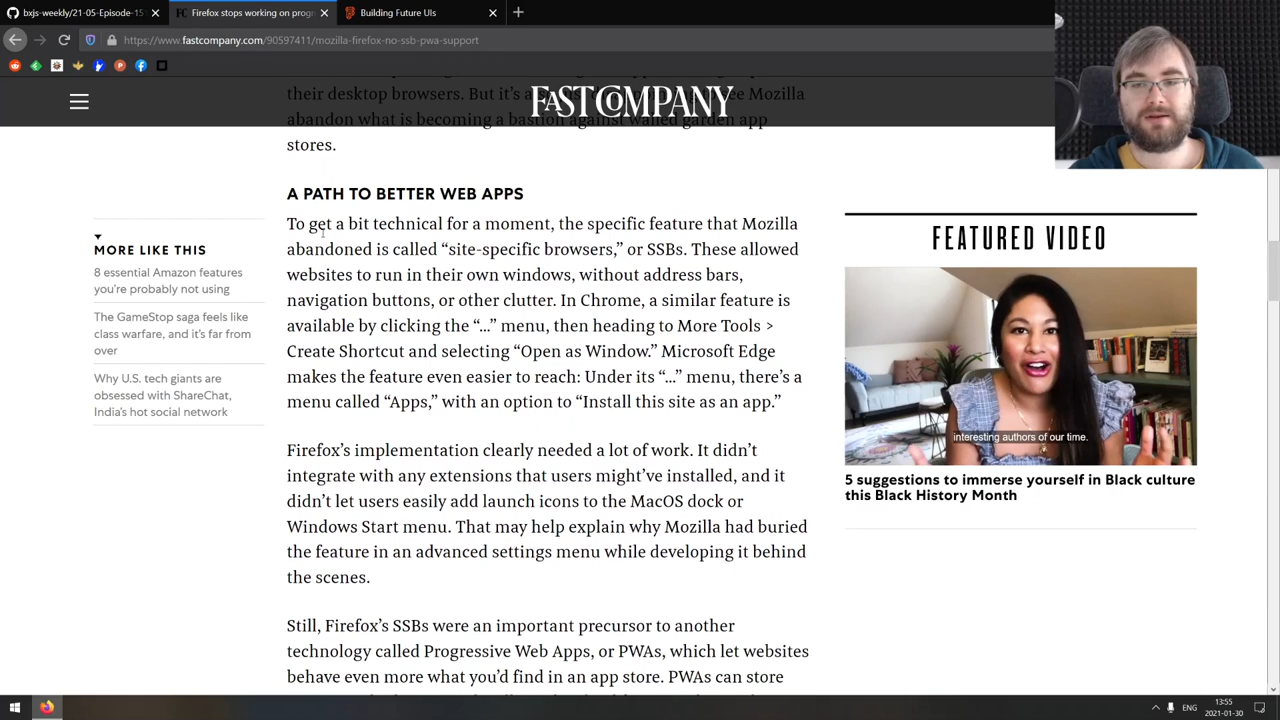 bxjs-weekly/21-05-Episode-15
Firefox stops working on prog
Building Future UIs
https://www.fastcompany.com/90597411/mozilla-firefox-no-ssb-pwa-support
FAST COMPANY
their desktop browsers. But it's a
Mozilla
abandon what is becoming a bastion against walled garden app
stores.
A PATH TO BETTER WEB APPS
To get a bit technical for a moment, the specific feature that Mozilla
abandoned is called “site-specific browsers,” or SSBs. These allowed
websites to run in their own windows, without address bars,
navigation buttons, or other clutter. In Chrome, a similar feature is
available by clicking the “…” menu, then heading to More Tools >
Create Shortcut and selecting “Open as Window.” Microsoft Edge
makes the feature even easier to reach: Under its “…” menu, there’s a
menu called “Apps,” with an option to “Install this site as an app.”
Firefox’s implementation clearly needed a lot of work. It didn’t
integrate with any extensions that users might’ve installed, and it
didn’t let users easily add launch icons to the MacOS dock or
Windows Start menu. That may help explain why Mozilla had buried
the feature in an advanced settings menu while developing it behind
the scenes.
Still, Firefox’s SSBs were an important precursor to another
technology called Progressive Web Apps, or PWAs, which let websites
behave even more what you’d find in an app store. PWAs can store
MORE LIKE THIS
8 essential Amazon features
you’re probably not using
The GameStop saga feels like
class warfare, and it’s far from
over
Why U.S. tech giants are
obsessed with ShareChat,
India’s hot social network
FEATURED VIDEO
interesting authors of our time.
5 suggestions to immerse yourself in Black culture
this Black History Month
ENG
13:55
2021-01-30